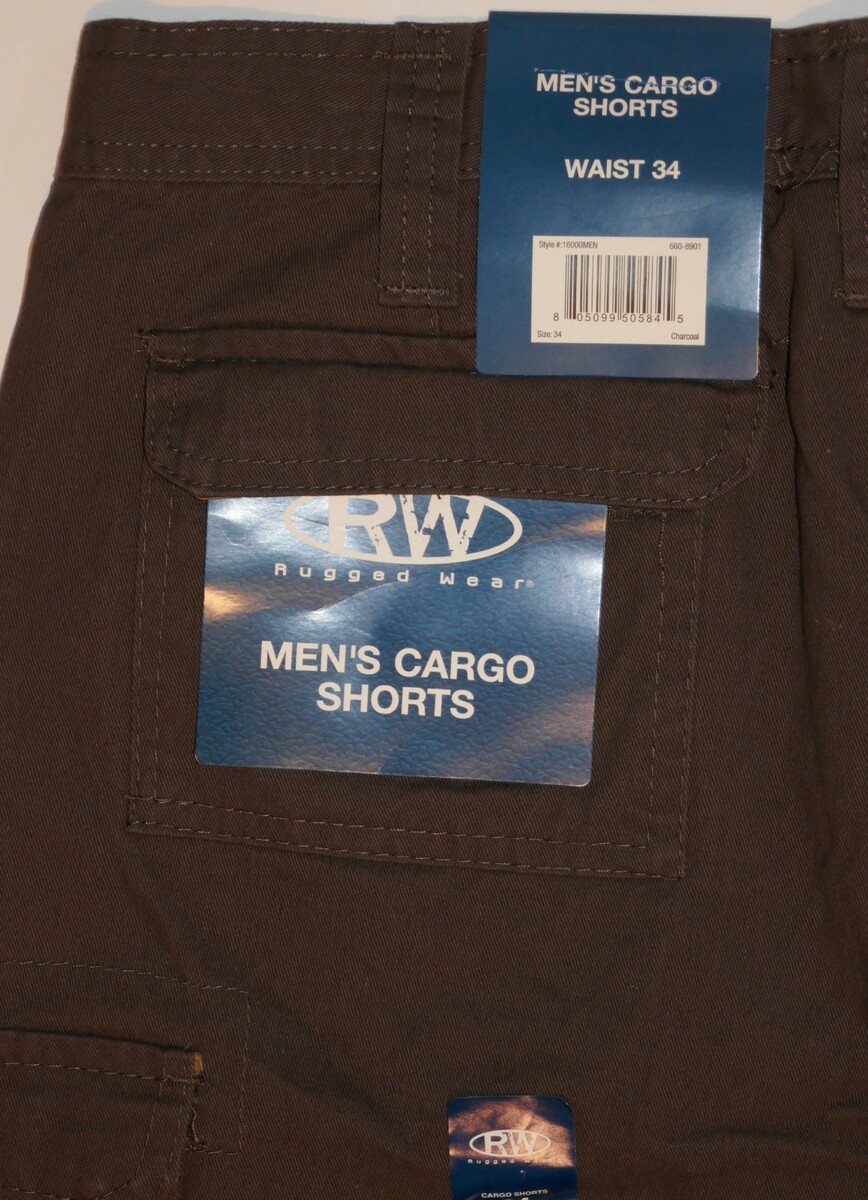 MEN'S CARGO
SHORTS
WAIST 34
Style #:16000MEN 660-8901
8 05099 50584 5
Size: 34 Charcoal
RW
Rugged Wear®
MEN'S CARGO
SHORTS
RW
Rugged
CARGO SHORTS